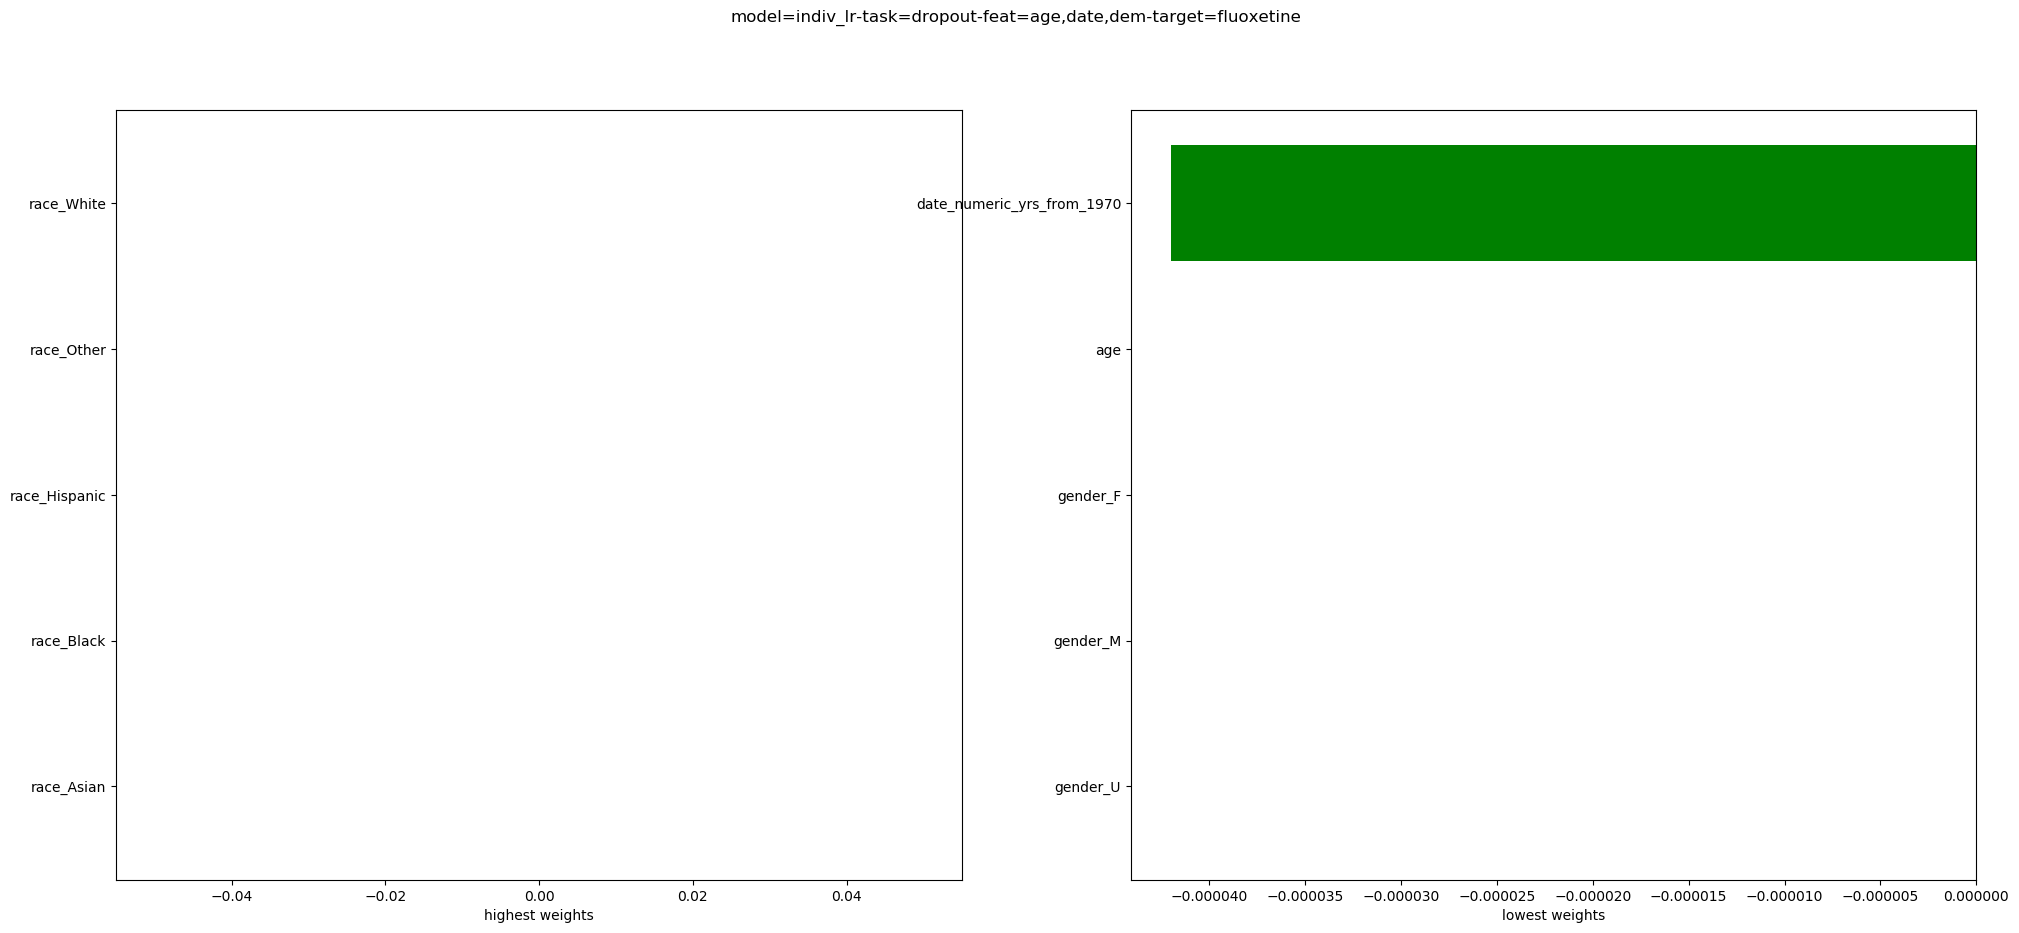 model=indiv_lr-task=dropout-feat=age,date,dem-target=fluoxetine
race_White
race_Other
race_Hispanic
race_Black
race_Asian
−0.04 −0.02 0.00 0.02 0.04
highest weights
date_numeric_yrs_from_1970
age
gender_F
gender_M
gender_U
−0.000040 −0.000035 −0.000030 −0.000025 −0.000020 −0.000015 −0.000010 −0.000005 0.000000
lowest weights